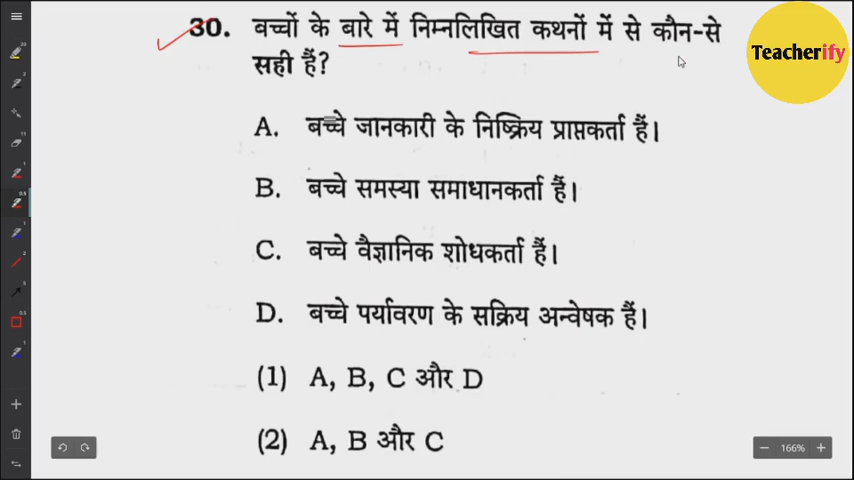 30. बच्चों के बारे में निम्नलिखित कथनों में से कौन-से
सही हैं?
Teacherify
A. बच्चे जानकारी के निष्क्रिय प्राप्तकर्ता हैं।
B. बच्चे समस्या समाधानकर्ता हैं।
C. बच्चे वैज्ञानिक शोधकर्ता हैं।
D. बच्चे पर्यावरण के सक्रिय अन्वेषक हैं।
(1) A, B, C और D
(2) A, B और C
166%